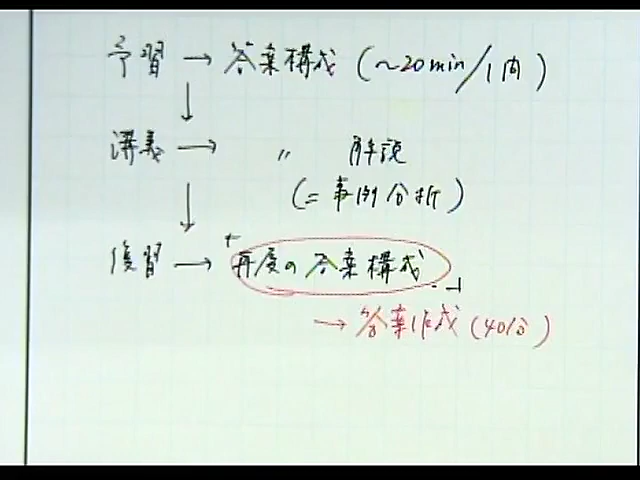 予習 → 答案構成 (~20min/1問)
↓
講義 → 〃 解説
(=事例分析)
↓
復習 → 再度の答案構成
→ 答案作成 (40分)